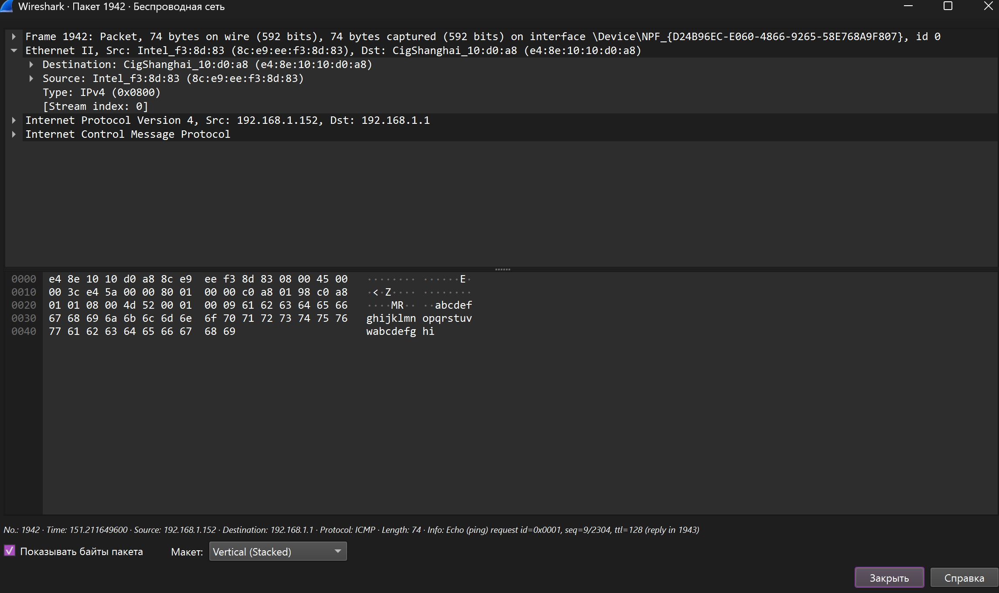 Wireshark · Пакет 1942 · Беспроводная сеть
Frame 1942: Packet, 74 bytes on wire (592 bits), 74 bytes captured (592 bits) on interface \Device\NPF_{D24B96EC-E060-4866-9265-58E768A9F807}, id 0
Ethernet II, Src: Intel_f3:8d:83 (8c:e9:ee:f3:8d:83), Dst: CigShanghai_10:d0:a8 (e4:8e:10:10:d0:a8)
Destination: CigShanghai_10:d0:a8 (e4:8e:10:10:d0:a8)
Source: Intel_f3:8d:83 (8c:e9:ee:f3:8d:83)
Type: IPv4 (0x0800)
[Stream index: 0]
Internet Protocol Version 4, Src: 192.168.1.152, Dst: 192.168.1.1
Internet Control Message Protocol
0000 e4 8e 10 10 d0 a8 8c e9 ee f3 8d 83 08 00 45 00 ········ ······E·
0010 00 3c e4 5a 00 00 80 01 00 00 c0 a8 01 98 c0 a8 ·<·Z···· ········
0020 01 01 08 00 4d 52 00 01 00 09 61 62 63 64 65 66 ····MR·· ··abcdef
0030 67 68 69 6a 6b 6c 6d 6e 6f 70 71 72 73 74 75 76 ghijklmn opqrstuv
0040 77 61 62 63 64 65 66 67 68 69 wabcdefg hi
No.: 1942 · Time: 151.211649600 · Source: 192.168.1.152 · Destination: 192.168.1.1 · Protocol: ICMP · Length: 74 · Info: Echo (ping) request id=0x0001, seq=9/2304, ttl=128 (reply in 1943)
Показывать байты пакета Макет: Vertical (Stacked)
Закрыть Справка